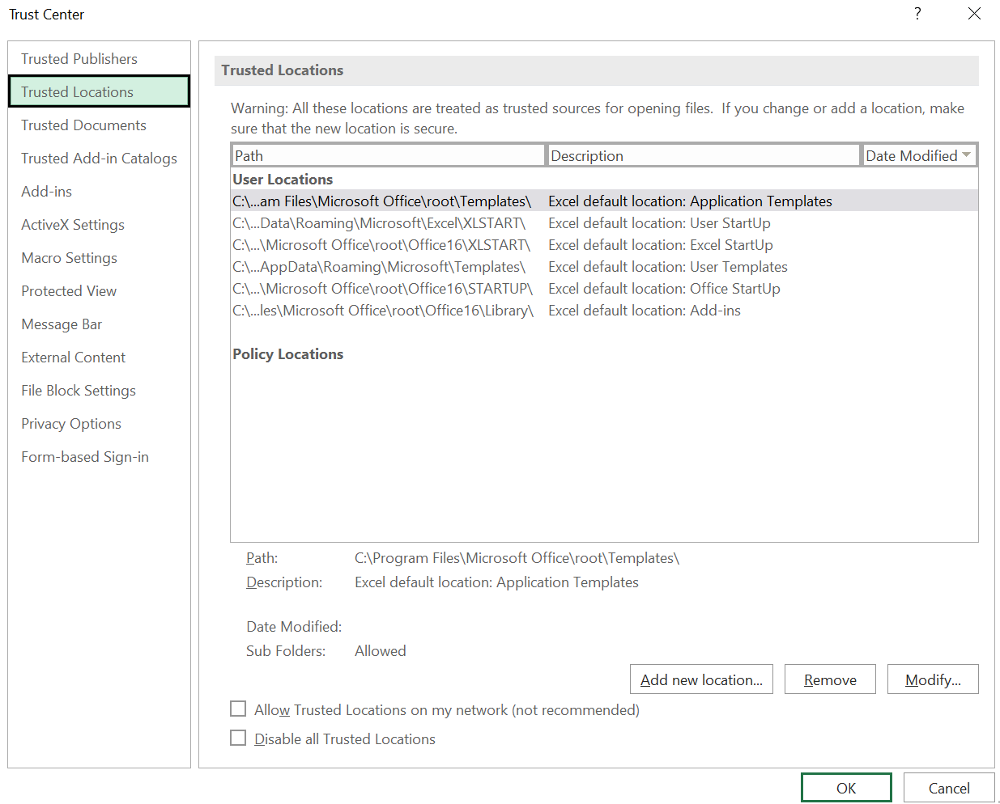 Trust Center
?
Trusted Publishers
Trusted Locations
Trusted Documents
Trusted Add-in Catalogs
Add-ins
ActiveX Settings
Macro Settings
Protected View
Message Bar
External Content
File Block Settings
Privacy Options
Form-based Sign-in
Trusted Locations
Warning: All these locations are treated as trusted sources for opening files.  If you change or add a location, make
sure that the new location is secure.
Path Description Date Modified
User Locations
C:\...am Files\Microsoft Office\root\Templates\ Excel default location: Application Templates
C:\...Data\Roaming\Microsoft\Excel\XLSTART\ Excel default location: User StartUp
C:\...\Microsoft Office\root\Office16\XLSTART\ Excel default location: Excel StartUp
C:\...AppData\Roaming\Microsoft\Templates\ Excel default location: User Templates
C:\...\Microsoft Office\root\Office16\STARTUP\ Excel default location: Office StartUp
C:\...les\Microsoft Office\root\Office16\Library\ Excel default location: Add-ins
Policy Locations
Path: C:\Program Files\Microsoft Office\root\Templates\
Description: Excel default location: Application Templates
Date Modified:
Sub Folders: Allowed
Add new location... Remove Modify...
Allow Trusted Locations on my network (not recommended)
Disable all Trusted Locations
OK Cancel